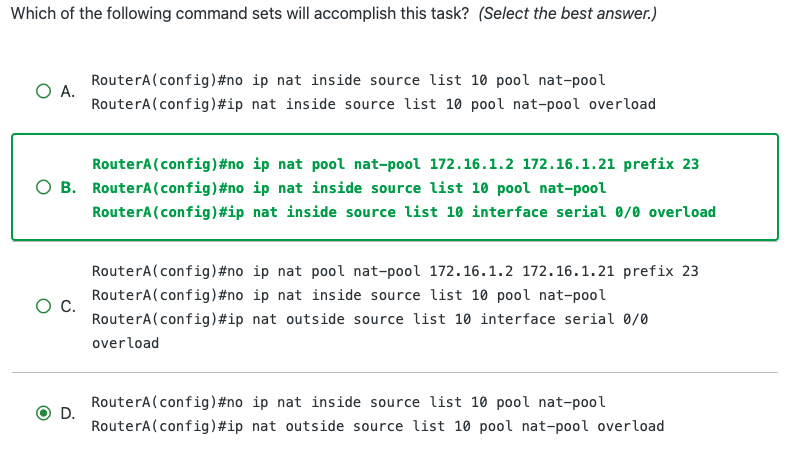 Which of the following command sets will accomplish this task? (Select the best answer.)
A.
RouterA(config)#no ip nat inside source list 10 pool nat-pool
RouterA(config)#ip nat inside source list 10 pool nat-pool overload
B.
RouterA(config)#no ip nat pool nat-pool 172.16.1.2 172.16.1.21 prefix 23
RouterA(config)#no ip nat inside source list 10 pool nat-pool
RouterA(config)#ip nat inside source list 10 interface serial 0/0 overload
C.
RouterA(config)#no ip nat pool nat-pool 172.16.1.2 172.16.1.21 prefix 23
RouterA(config)#no ip nat inside source list 10 pool nat-pool
RouterA(config)#ip nat outside source list 10 interface serial 0/0
overload
D.
RouterA(config)#no ip nat inside source list 10 pool nat-pool
RouterA(config)#ip nat outside source list 10 pool nat-pool overload